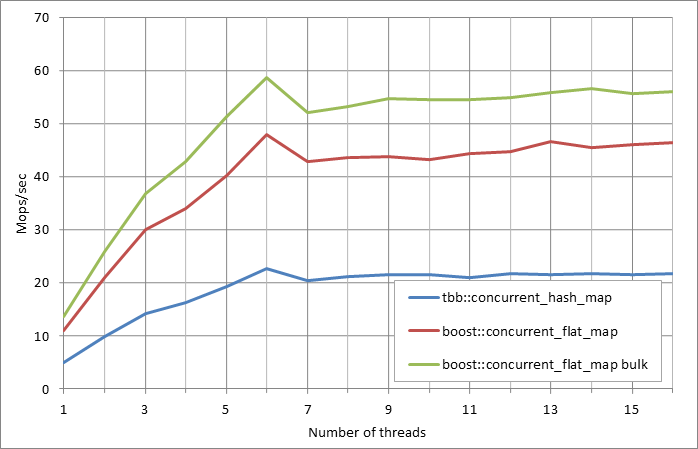 70
60
50
40
30
20
10
0
Mops/sec
tbb::concurrent_hash_map
boost::concurrent_flat_map
boost::concurrent_flat_map bulk
1 3 5 7 9 11 13 15
Number of threads